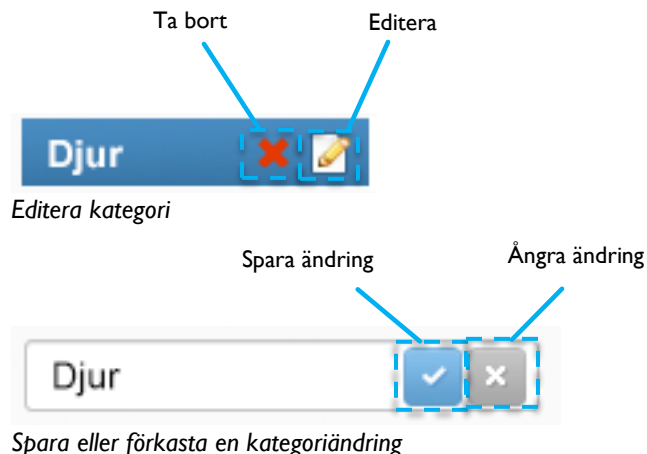 Ta bort Editera
Djur
Editera kategori
Spara ändring Ångra ändring
Djur
Spara eller förkasta en kategoriändring